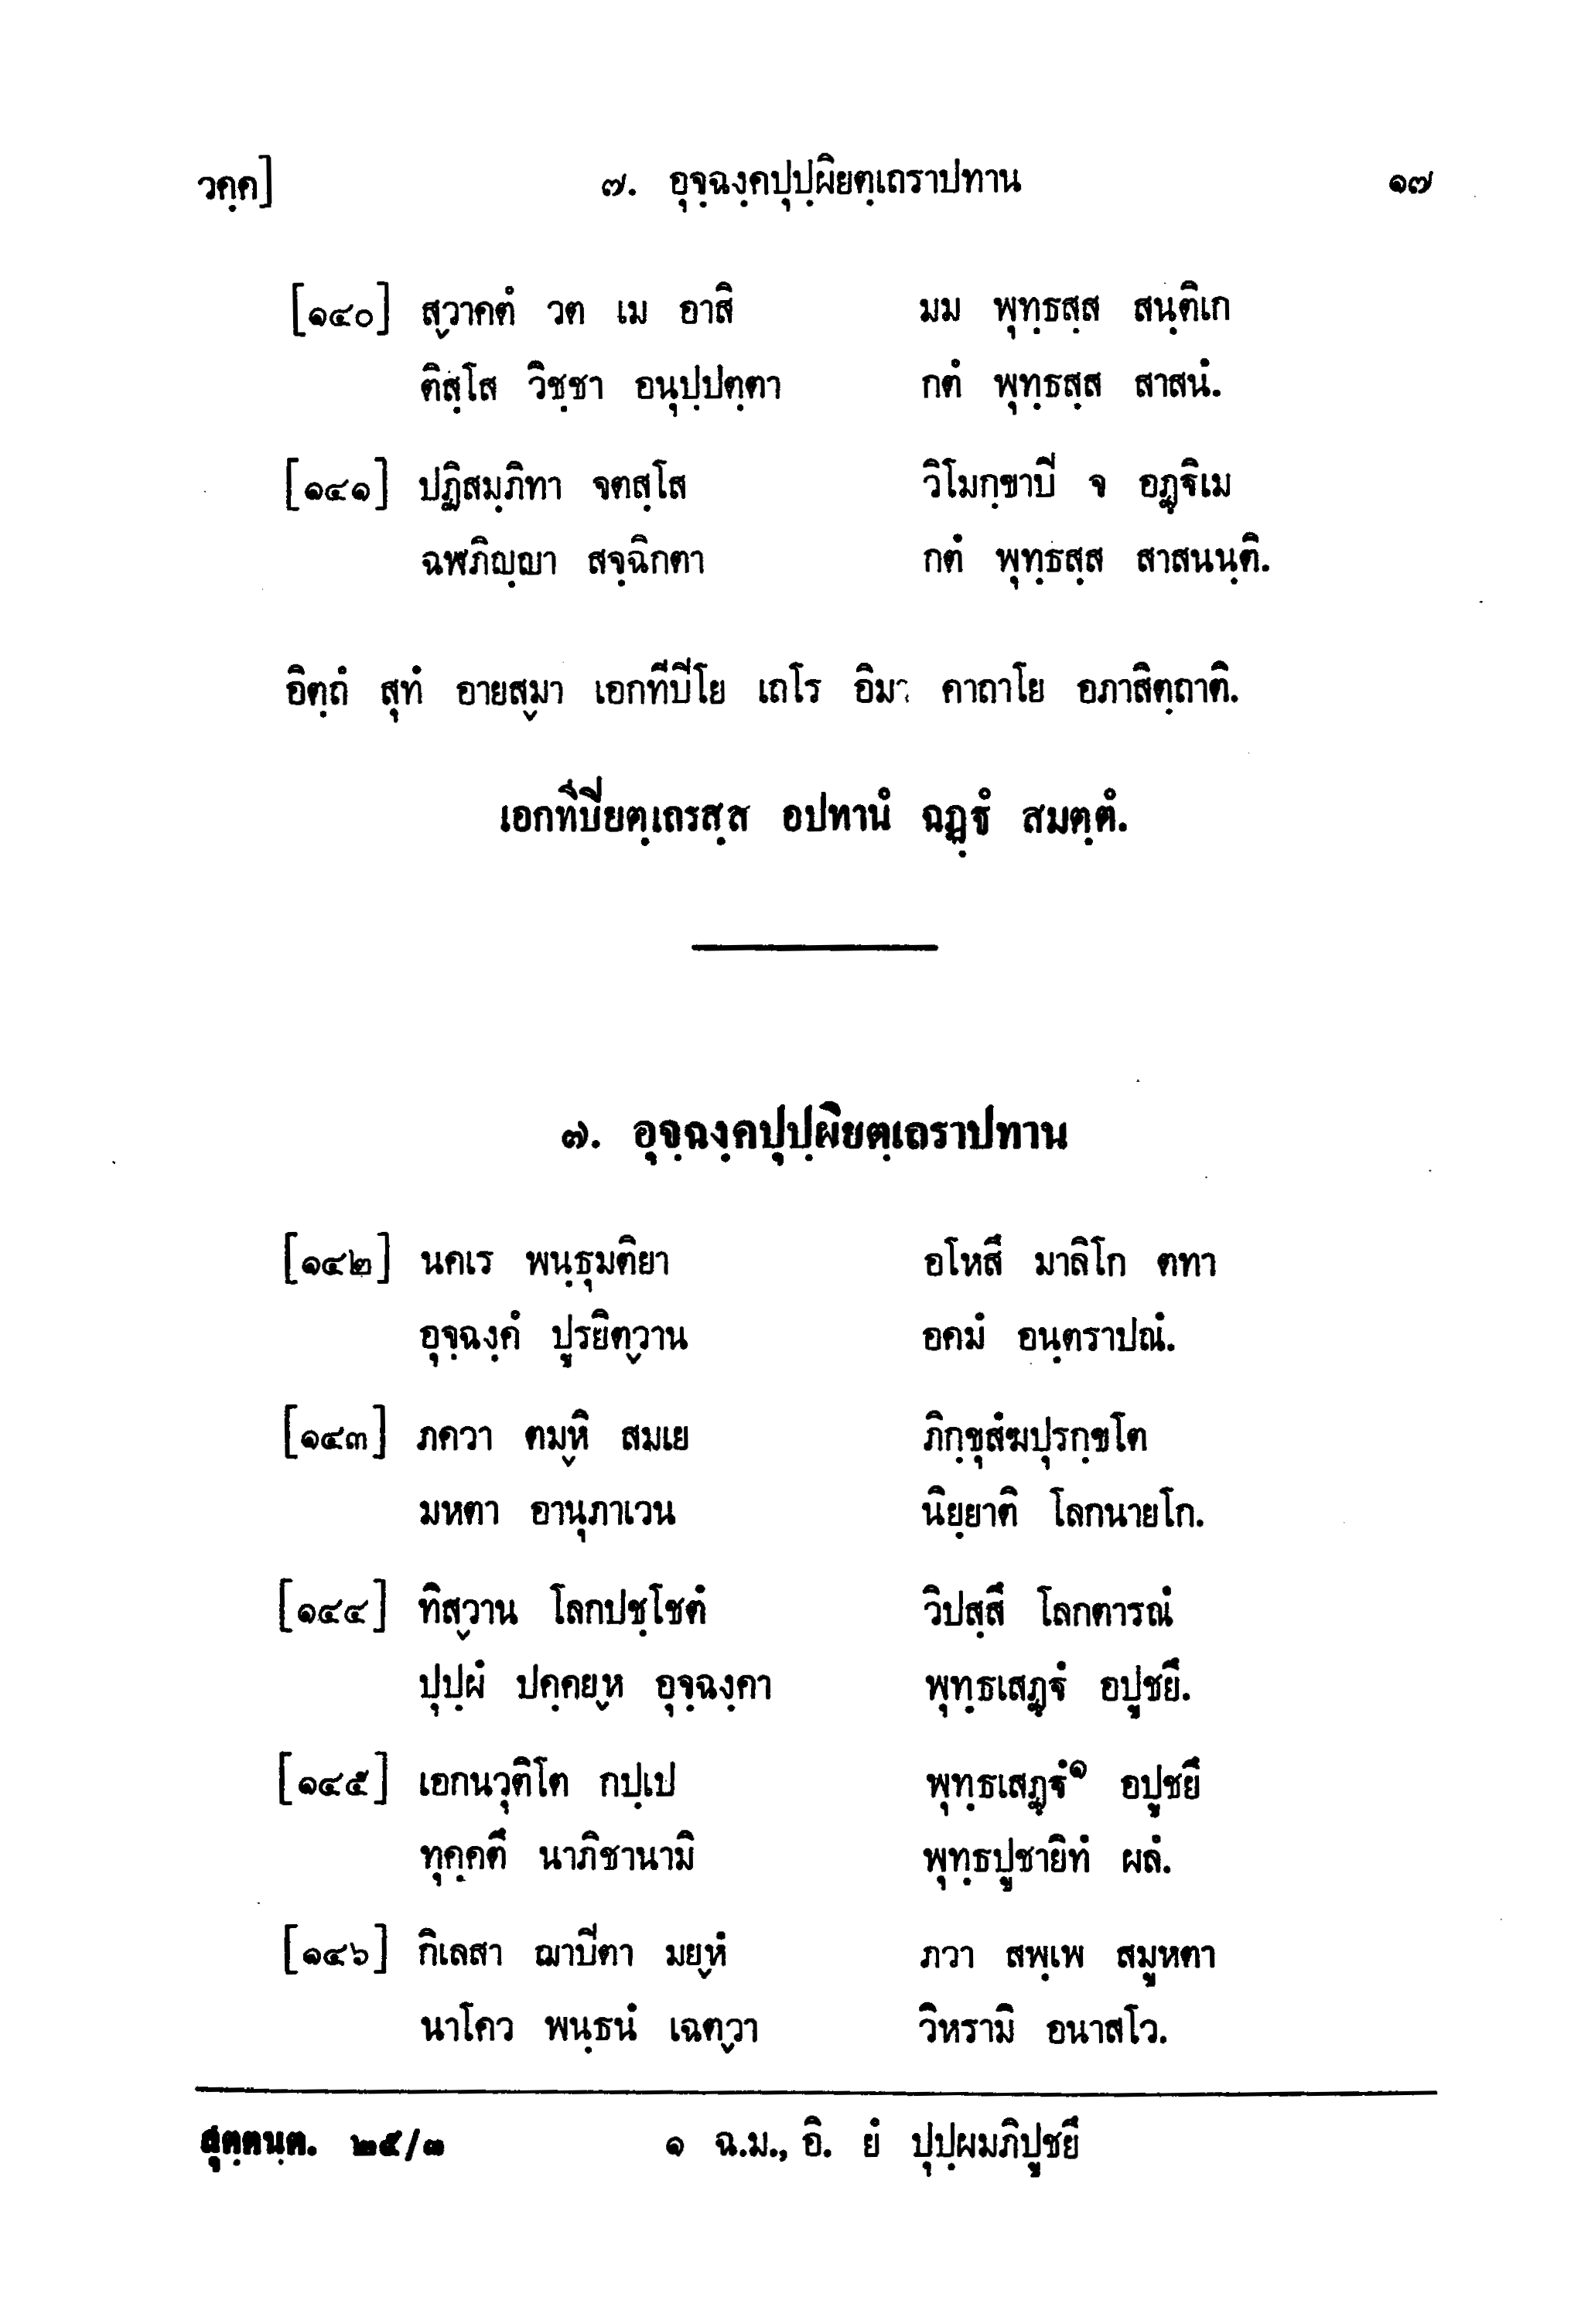 วคฺค] ๗. อุจฺฉงฺคปุปฺผิยตฺเถราปทาน ๑๗
[๑๔๐] สฺวาคตํ วต เม อาสิ มม พุทฺธสฺส สนฺติเก
ติสฺโส วิชฺชา อนุปฺปตฺตา กตํ พุทฺธสฺส สาสนํ.
[๑๔๑] ปฏิสมฺภิทา จตสฺโส วิโมกฺขาปิ จ อฏฺฐิเม
ฉฬภิญฺญา สจฺฉิกตา กตํ พุทฺธสฺส สาสนนฺติ.
อิตฺถํ สุทํ อายสฺมา เอกทีปิโย เถโร อิมา คาถาโย อภาสิตฺถาติ.
เอกทีปิยตฺเถรสฺส อปทานํ ฉฏฺฐํ สมตฺตํ.
๗. อุจฺฉงฺคปุปฺผิยตฺเถราปทาน
[๑๔๒] นคเร พนฺธุมติยา อโหสึ มาลิโก ตทา
อุจฺฉงฺคํ ปูรยิตฺวาน อคมํ อนฺตราปณํ.
[๑๔๓] ภควา ตมฺหิ สมเย ภิกฺขุสํฆปุรกฺขโต
มหตา อานุภาเวน นิยฺยาติ โลกนายโก.
[๑๔๔] ทิสฺวาน โลกปชฺโชตํ วิปสฺสึ โลกตารณํ
ปุปฺผํ ปคฺคยฺห อุจฺฉงฺคา พุทฺธเสฏฺฐํ อปูชยึ.
[๑๔๕] เอกนวุติโต กปฺเป พุทฺธเสฏฺฐํ๑ อปูชยึ
ทุคฺคตึ นาภิชานามิ พุทฺธปูชายิทํ ผลํ.
[๑๔๖] กิเลสา ฌาปิตา มยฺหํ ภวา สพฺเพ สมูหตา
นาโคว พนฺธนํ เฉตฺวา วิหรามิ อนาสโว.
สุตฺตนฺต. ๒๕/๓ ๑ ฉ.ม., อิ. ยํ ปุปฺผมภิปูชยึ